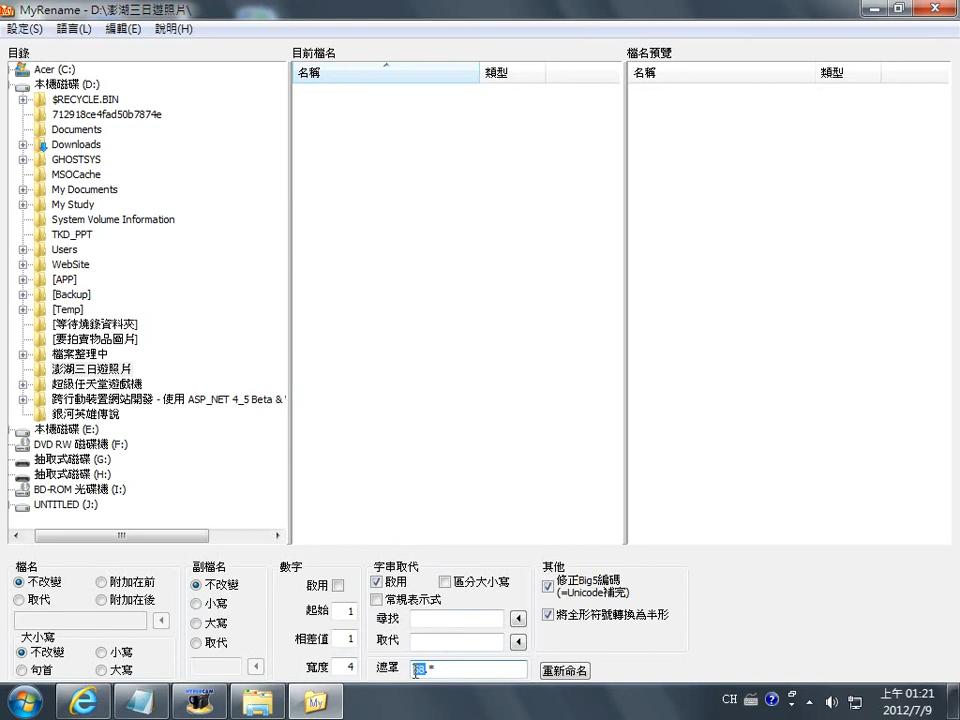 MyRename - D:\澎湖三日遊照片\
設定(S) 語言(L) 編輯(E) 說明(H)
目錄 目前檔名 檔名預覽
名稱 類型 名稱 類型
Acer (C:)
本機磁碟 (D:)
$RECYCLE.BIN
712918ce4fad50b7874e
Documents
Downloads
GHOSTSYS
MSOCache
My Documents
My Study
System Volume Information
TKD_PPT
Users
WebSite
[APP]
[Backup]
[Temp]
[等待燒錄資料夾]
[要拍賣物品圖片]
檔案整理中
澎湖三日遊照片
超級任天堂遊戲機
跨行動裝置網站開發 - 使用 ASP_NET 4_5 Beta &
銀河英雄傳說
本機磁碟 (E:)
DVD RW 磁碟機 (F:)
抽取式磁碟 (G:)
抽取式磁碟 (H:)
BD-ROM 光碟機 (I:)
UNTITLED (J:)
檔名 副檔名 數字 字串取代 其他
不改變 附加在前 不改變 啟用 啟用 區分大小寫 修正Big5編碼
(=Unicode補完)
取代 附加在後 小寫 起始 1 常規表示式 將全形符號轉換為半形
大寫 尋找
大小寫 取代 相差值 1 取代
不改變 小寫
句首 大寫 寬度 4 遮罩 重新命名
My
CH
上午 01:21
2012/7/9